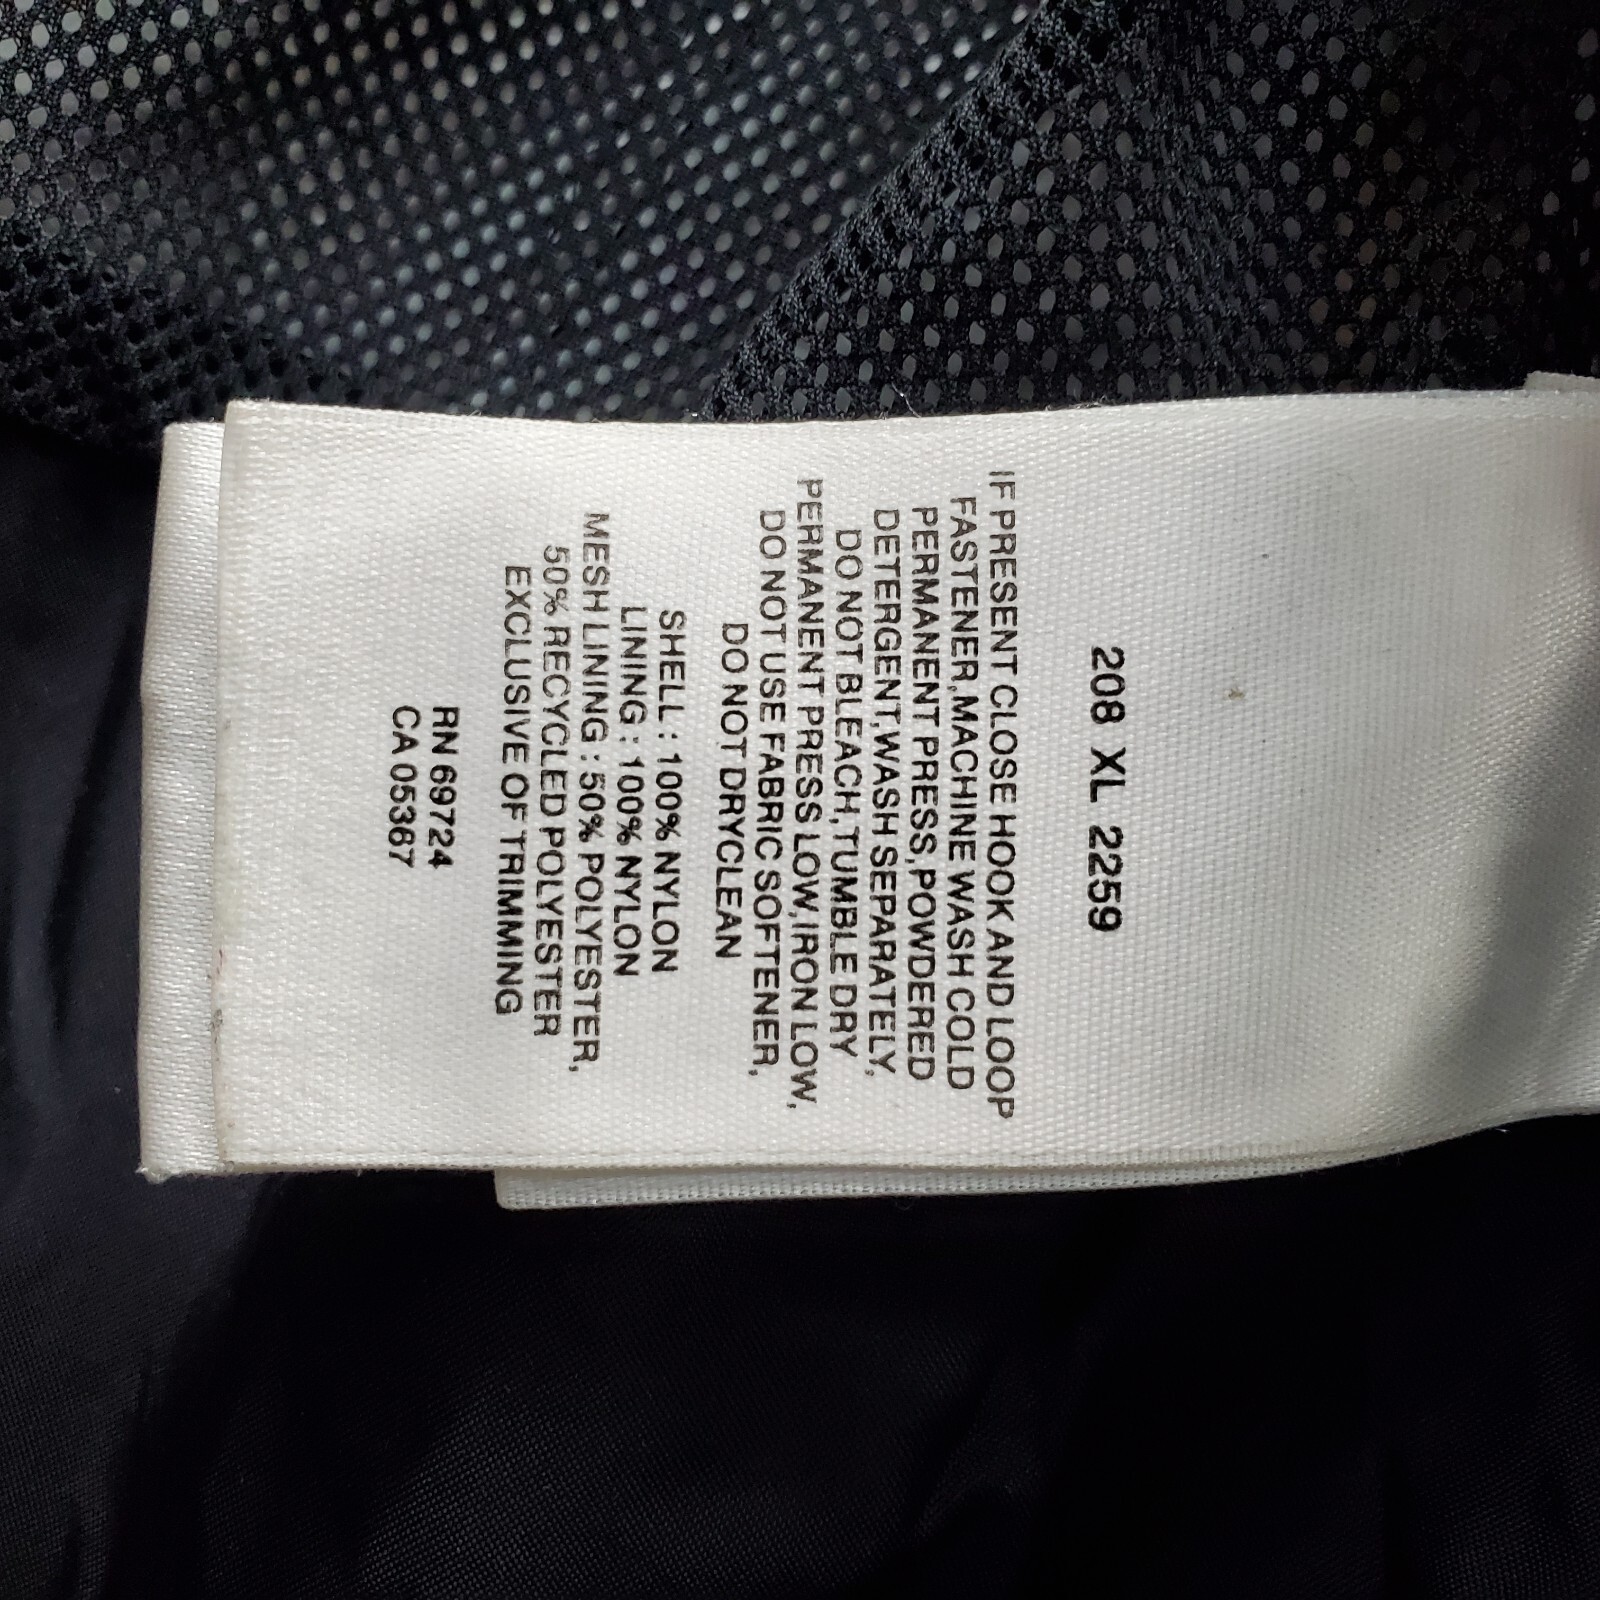 208 XL 2259
IF PRESENT CLOSE HOOK AND LOOP
FASTENER,MACHINE WASH COLD
PERMANENT PRESS,POWDERED
DETERGENT,WASH SEPARATELY,
DO NOT BLEACH,TUMBLE DRY
PERMANENT PRESS LOW,IRON LOW,
DO NOT USE FABRIC SOFTENER,
DO NOT DRYCLEAN
SHELL : 100% NYLON
LINING : 100% NYLON
MESH LINING : 50% POLYESTER,
50% RECYCLED POLYESTER
EXCLUSIVE OF TRIMMING
RN 69724
CA 05367